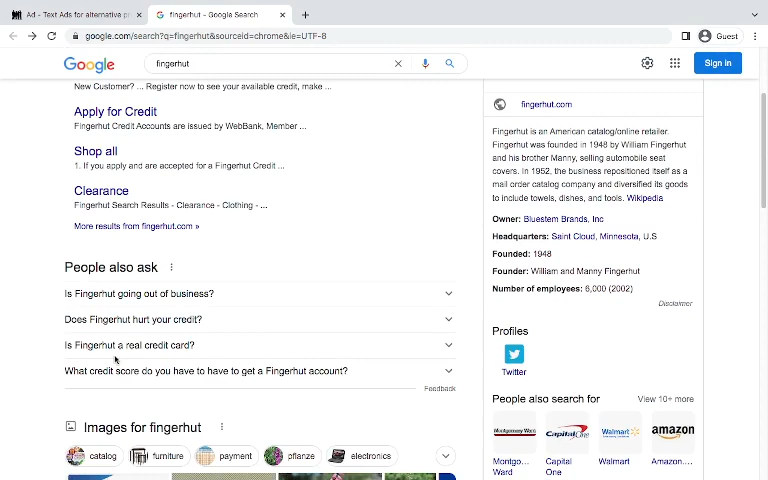 Ad - Text Ads for alternative pr
fingerhut - Google Search
google.com/search?q=fingerhut&sourceid=chrome&ie=UTF-8
Guest
Google
fingerhut
Sign in
New Customer? ... Register now to see your available credit, make ...
Apply for Credit
Fingerhut Credit Accounts are issued by WebBank, Member ...
Shop all
1. If you apply and are accepted for a Fingerhut Credit ...
Clearance
Fingerhut Search Results - Clearance - Clothing - ...
More results from fingerhut.com »
People also ask
Is Fingerhut going out of business?
Does Fingerhut hurt your credit?
Is Fingerhut a real credit card?
What credit score do you have to have to get a Fingerhut account?
Feedback
Images for fingerhut
catalog
furniture
payment
pflanze
electronics
fingerhut.com
Fingerhut is an American catalog/online retailer.
Fingerhut was founded in 1948 by William Fingerhut
and his brother Manny, selling automobile seat
covers. In 1952, the business repositioned itself as a
mail order catalog company and diversified its goods
to include towels, dishes, and tools. Wikipedia
Owner: Bluestem Brands, Inc
Headquarters: Saint Cloud, Minnesota, U.S
Founded: 1948
Founder: William and Manny Fingerhut
Number of employees: 6,000 (2002)
Disclaimer
Profiles
Twitter
People also search for
View 10+ more
Montgomery Ward
Capital One
Walmart
amazon
Montgo... Ward
Capital One
Walmart
Amazon....